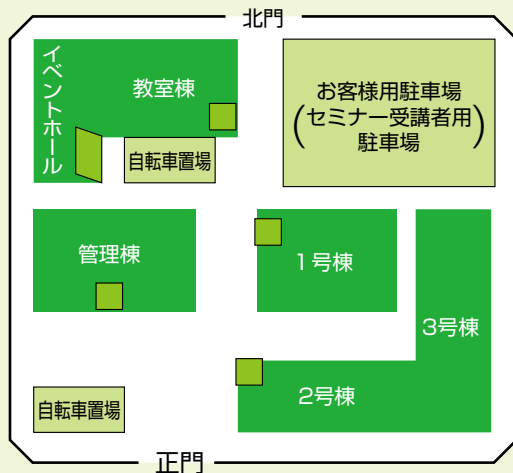 北門
イベントホール
教室棟
お客様用駐車場
(セミナー受講者用)
駐車場
自転車置場
管理棟
1号棟
3号棟
2号棟
自転車置場
正門